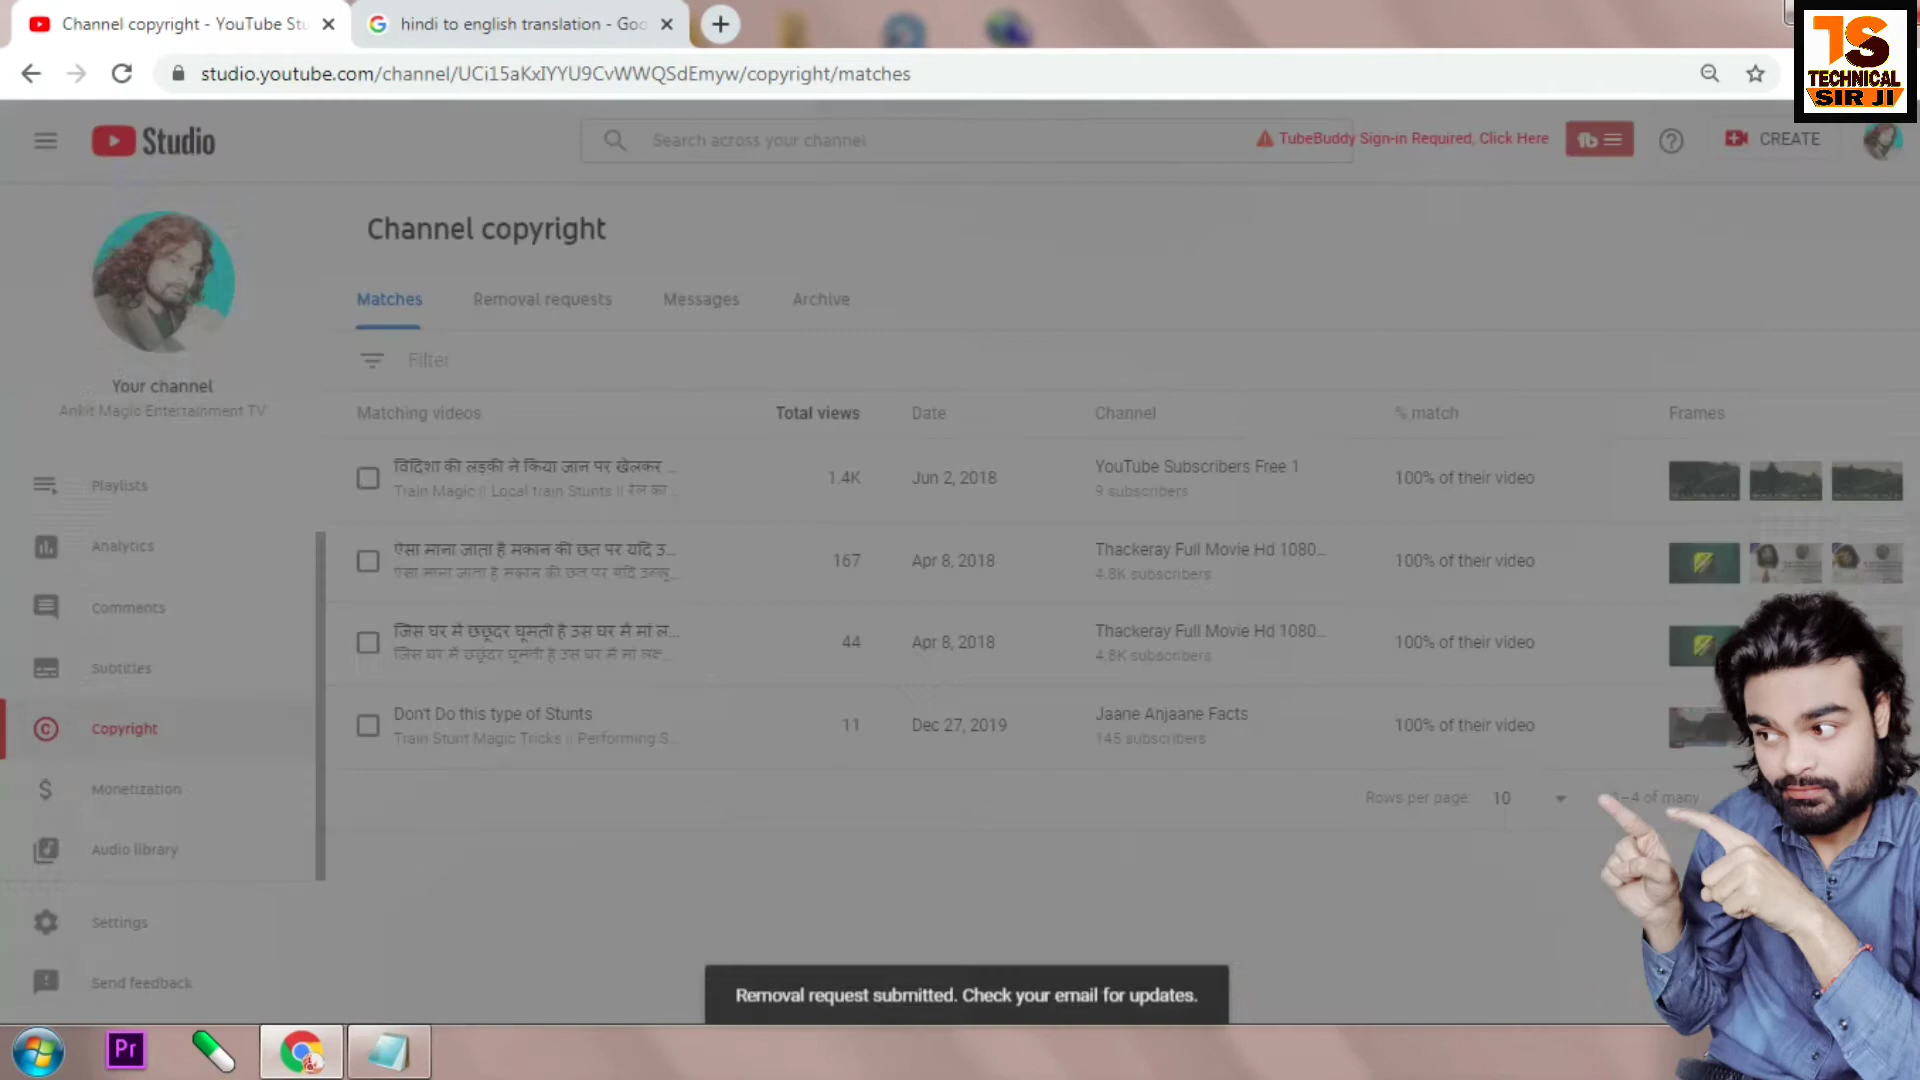 Channel copyright - YouTube Stu
hindi to english translation - Goo
studio.youtube.com/channel/UCi15aKxIYYU9CvWWQSdEmyw/copyright/matches
TS
TECHNICAL
SIR JI
Studio
Search across your channel
TubeBuddy Sign-in Required, Click Here
tb
CREATE
Channel copyright
Matches
Removal requests
Messages
Archive
Your channel
Ankit Magic Entertainment TV
Filter
Matching videos
Total views
Date
Channel
% match
Frames
विदिशा की लड़की ने किया जान पर खेलकर ...
Train Magic || Local train Stunts || रेल का...
1.4K
Jun 2, 2018
YouTube Subscribers Free 1
9 subscribers
100% of their video
ऐसा माना जाता है मकान की छत पर यदि उ...
ऐसा माना जाता है मकान की छत पर यदि उल्लू...
167
Apr 8, 2018
Thackeray Full Movie Hd 1080...
4.8K subscribers
100% of their video
जिस घर में छछूंदर घूमती है उस घर में मां ल...
जिस घर में छछूंदर घूमती है उस घर में मां लक्ष...
44
Apr 8, 2018
Thackeray Full Movie Hd 1080...
4.8K subscribers
100% of their video
Don't Do this type of Stunts
Train Stunt Magic Tricks || Performing S...
11
Dec 27, 2019
Jaane Anjaane Facts
145 subscribers
100% of their video
Rows per page:
10
1–4 of many
Playlists
Analytics
Comments
Subtitles
Copyright
Monetization
Audio library
Settings
Send feedback
Removal request submitted. Check your email for updates.
Pr